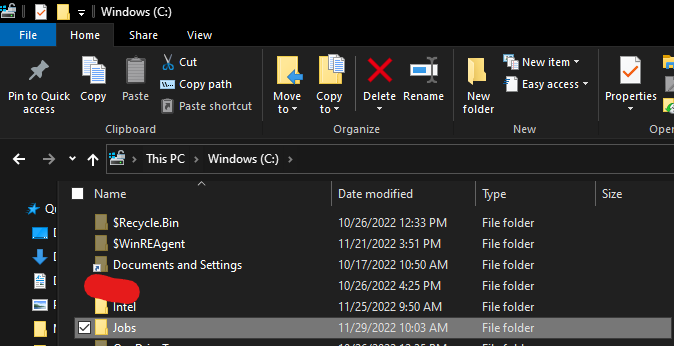 Windows (C:)
File Home Share View
Pin to Quick access
Copy
Paste
Cut
Copy path
Paste shortcut
Clipboard
Move to
Copy to
Delete
Rename
Organize
New folder
New item
Easy access
New
Properties
This PC > Windows (C:) >
Name Date modified Type Size
$Recycle.Bin 10/26/2022 12:33 PM File folder
$WinREAgent 11/21/2022 3:51 PM File folder
Documents and Settings 10/17/2022 10:50 AM File folder
10/26/2022 4:25 PM File folder
Intel 11/25/2022 9:50 AM File folder
Jobs 11/29/2022 10:03 AM File folder